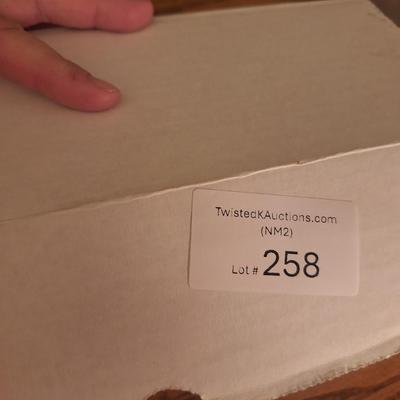 TwistedKAuctions.com
(NM2)
Lot # 258